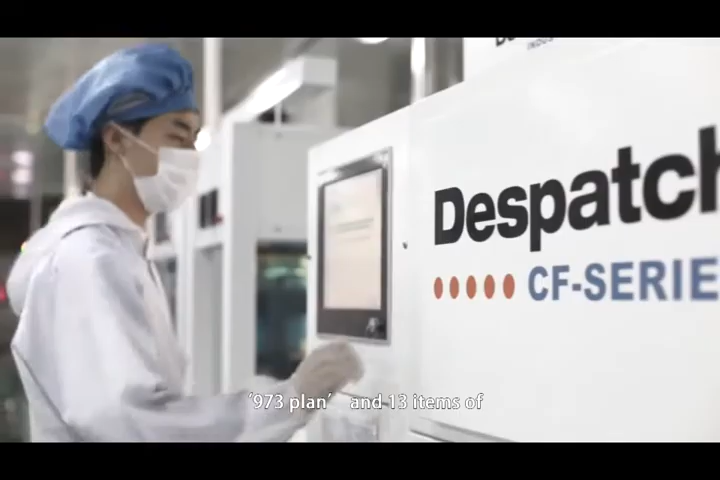 Despatch
CF-SERIE
'973 plan' and 13 items of